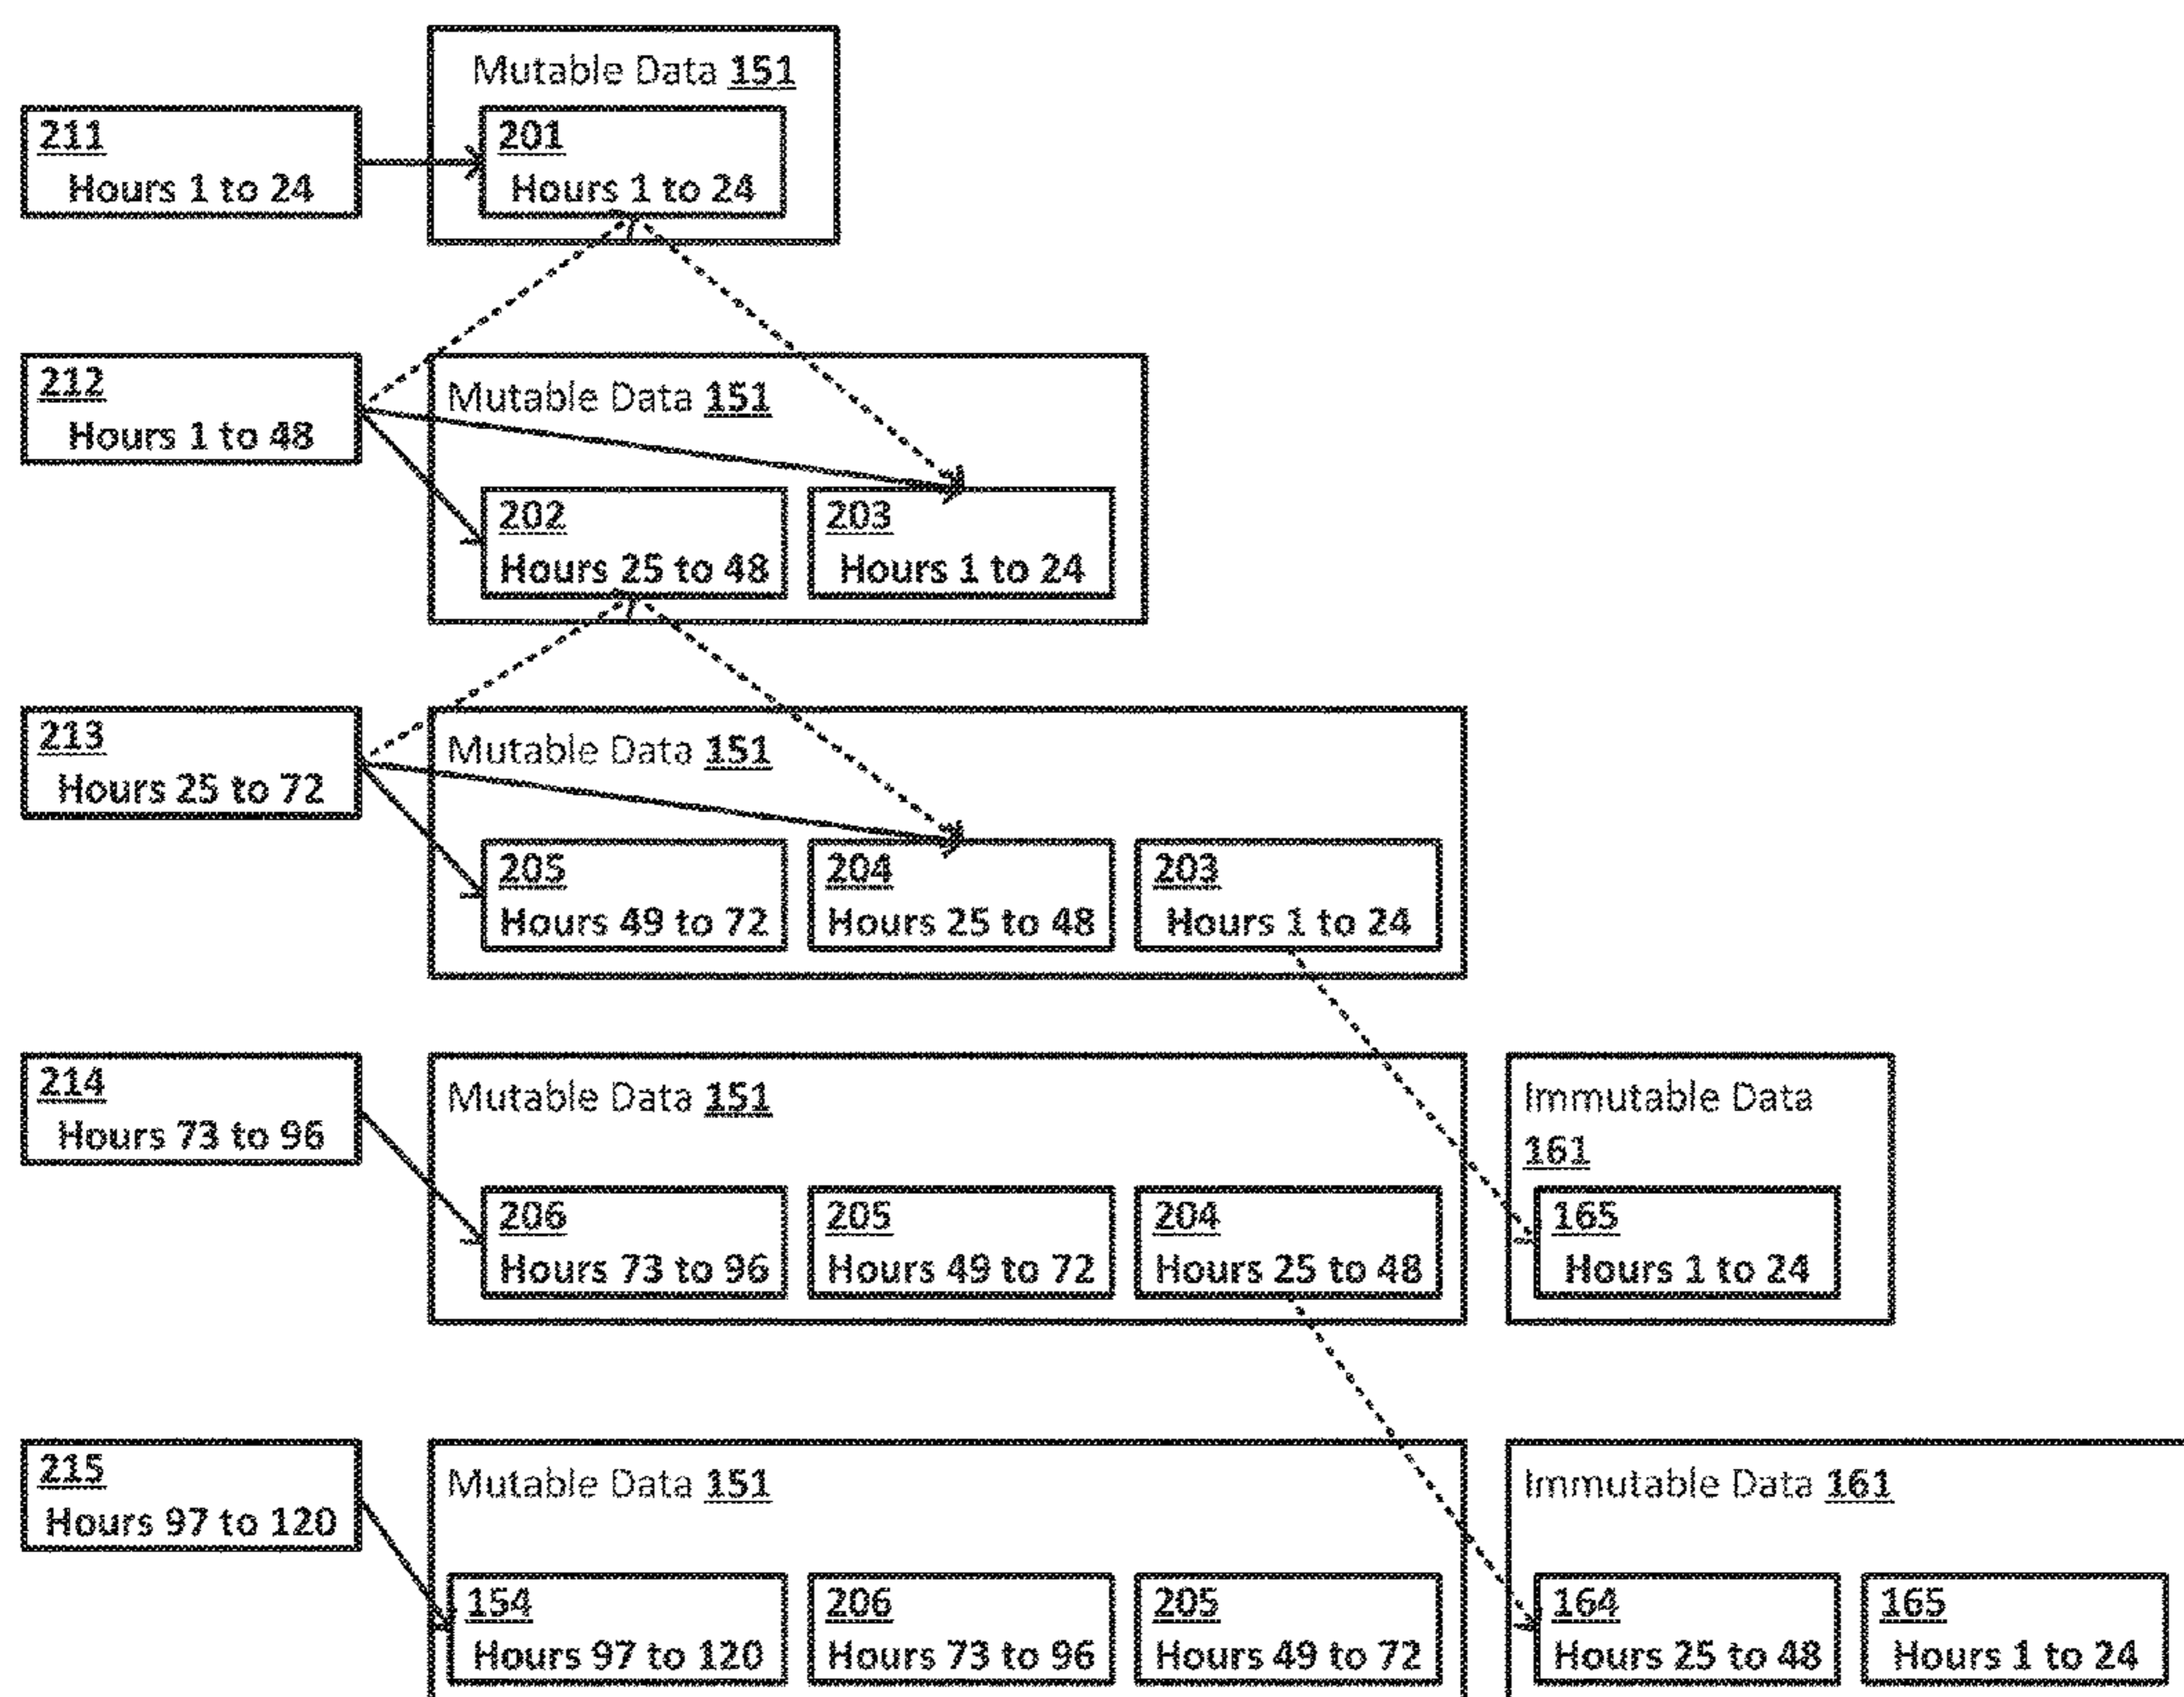 Mutable Data 151
211
Hours 1 to 24
201
Hours 1 to 24
212
Hours 1 to 48
Mutable Data 151
202
Hours 25 to 48
203
Hours 1 to 24
213
Hours 25 to 72
Mutable Data 151
205
Hours 49 to 72
204
Hours 25 to 48
203
Hours 1 to 24
214
Hours 73 to 96
Mutable Data 151
206
Hours 73 to 96
205
Hours 49 to 72
204
Hours 25 to 48
Immutable Data
161
165
Hours 1 to 24
215
Hours 97 to 120
Mutable Data 151
154
Hours 97 to 120
206
Hours 73 to 96
205
Hours 49 to 72
Immutable Data 161
164
Hours 25 to 48
165
Hours 1 to 24